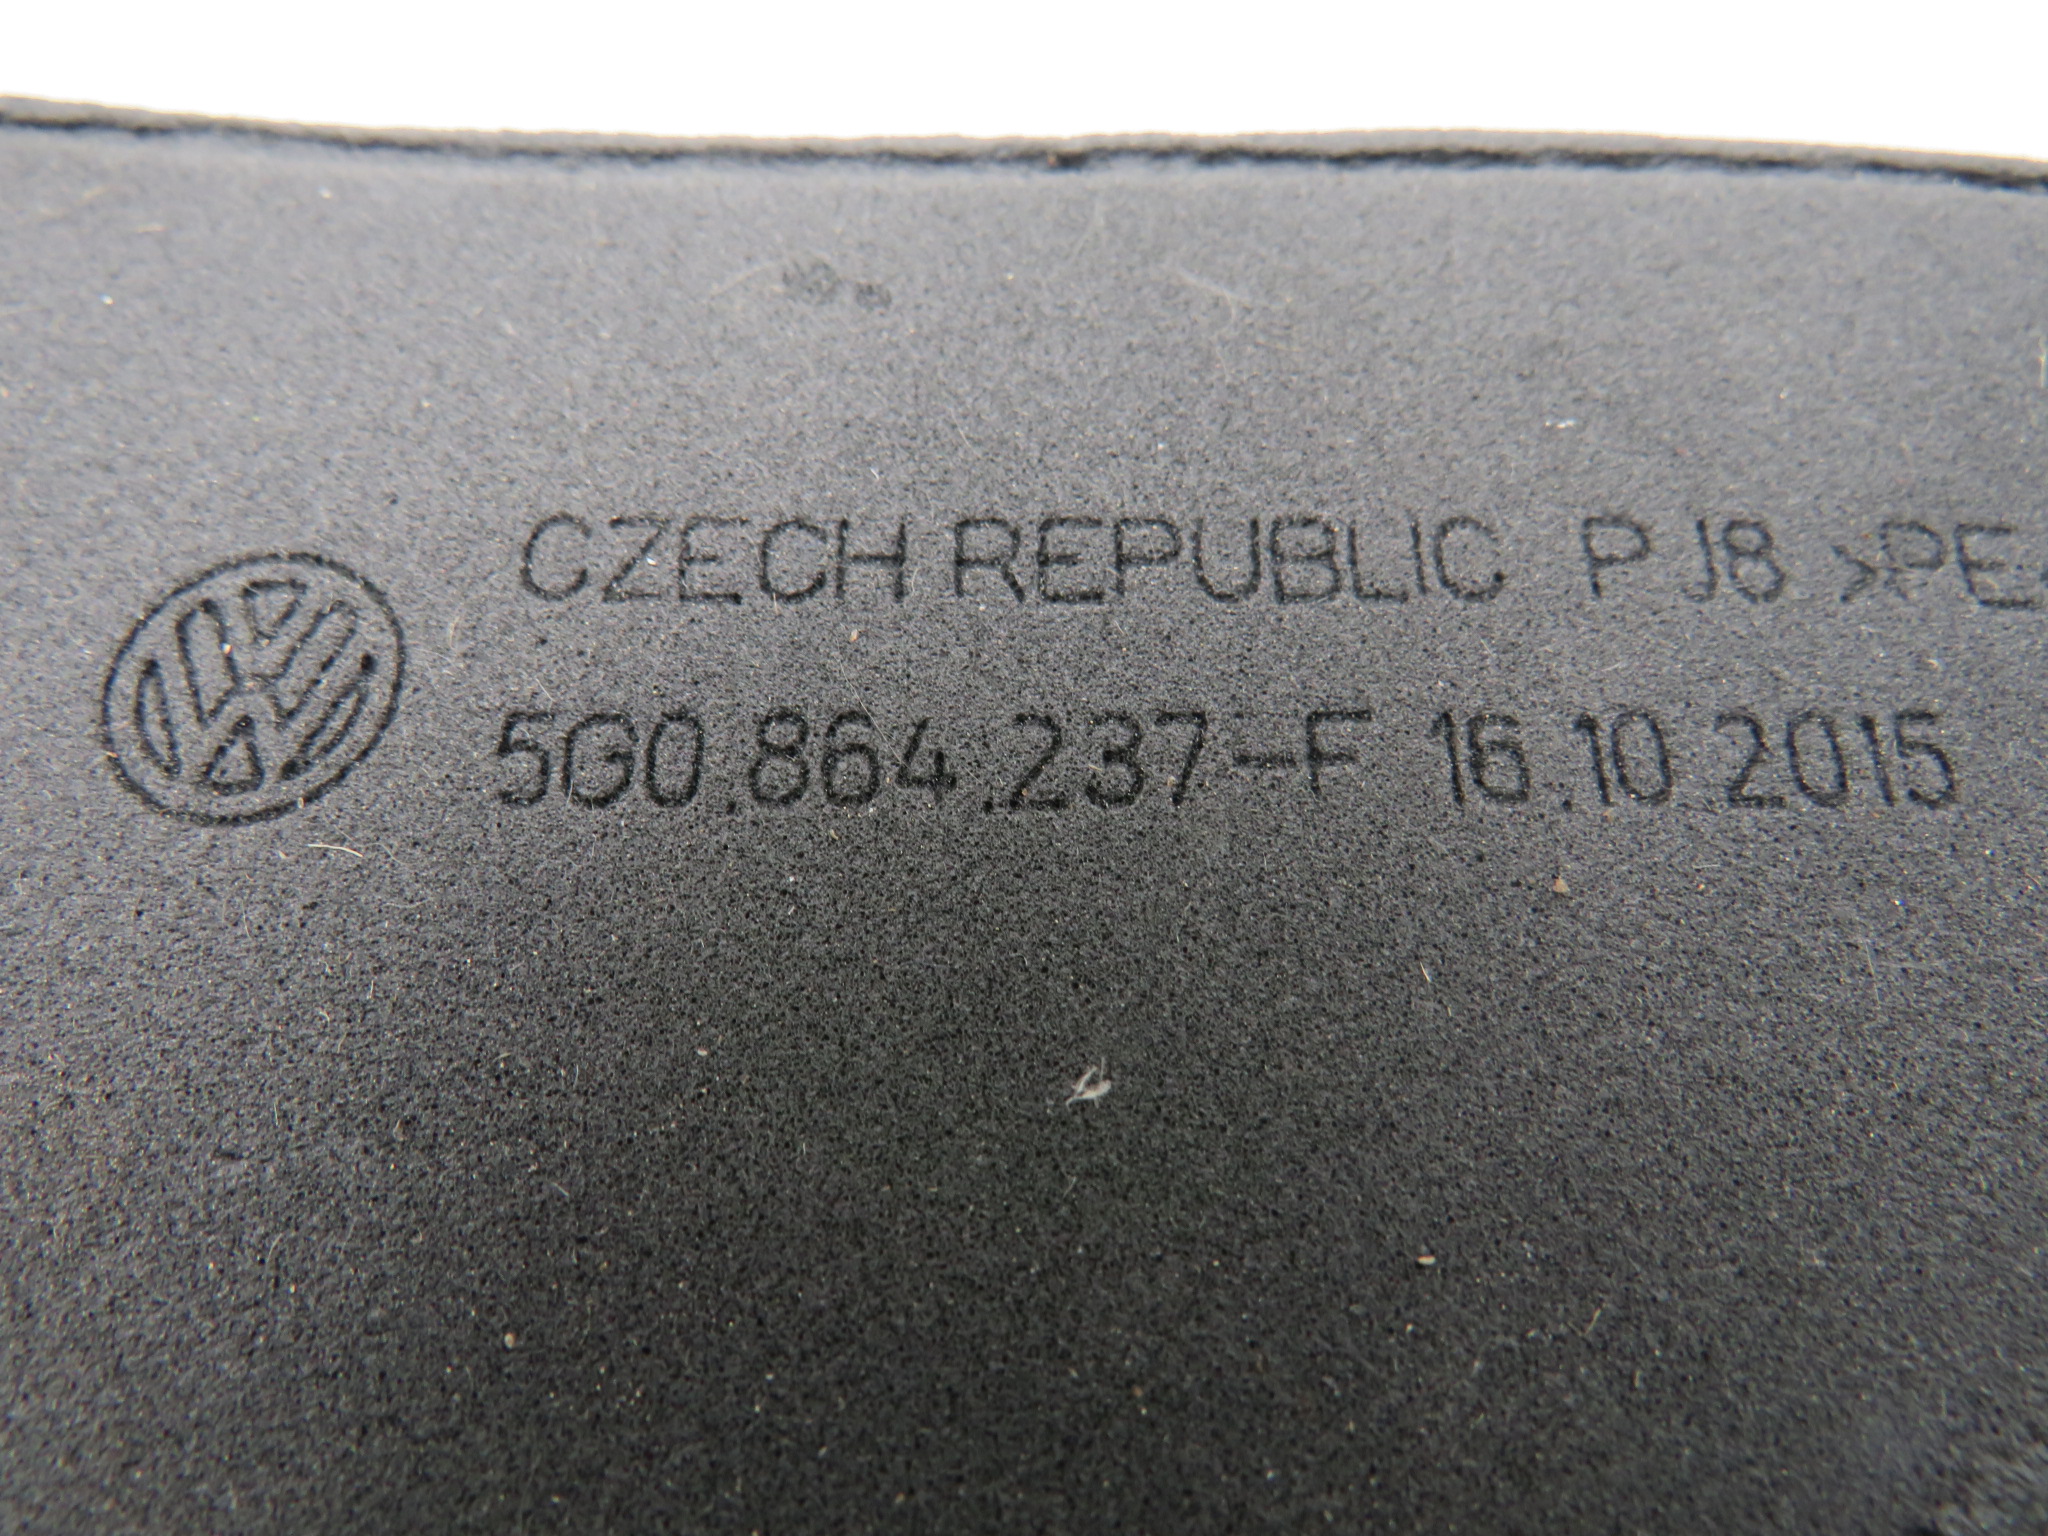 CZECH REPUBLIC P J8 >PE-
5G0.864.237-F 16.10.2015